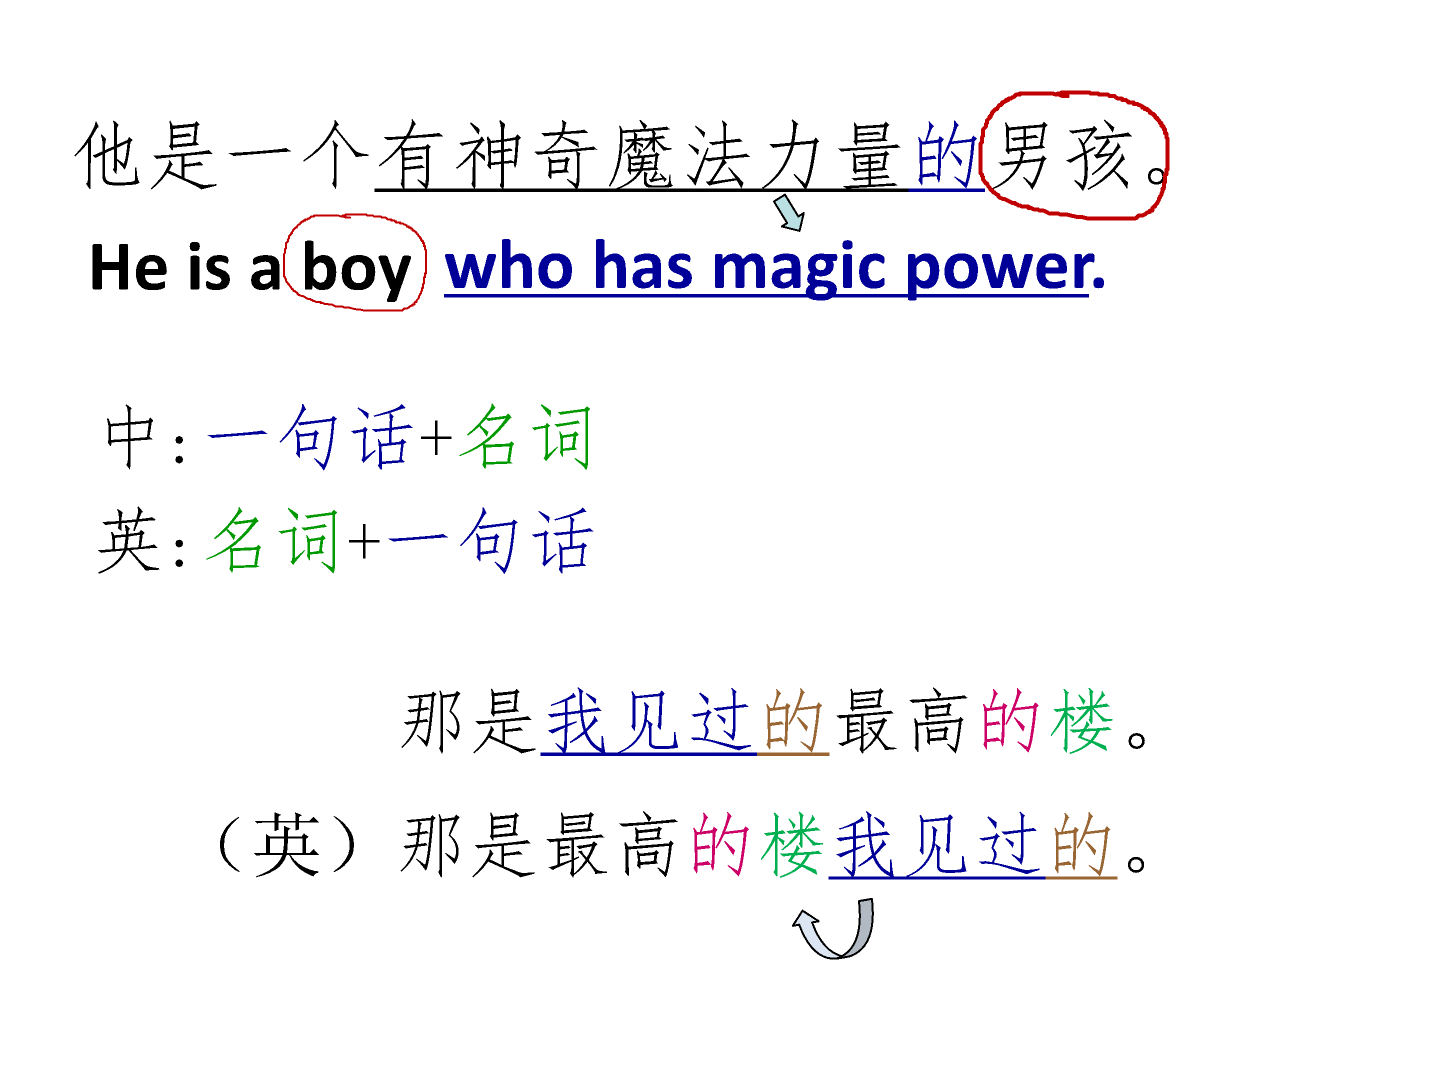 他是一个有神奇魔法力量的男孩。
He is a boy who has magic power.
中:一句话+名词
英:名词+一句话
那是我见过的最高的楼。
（英）那是最高的楼我见过的。